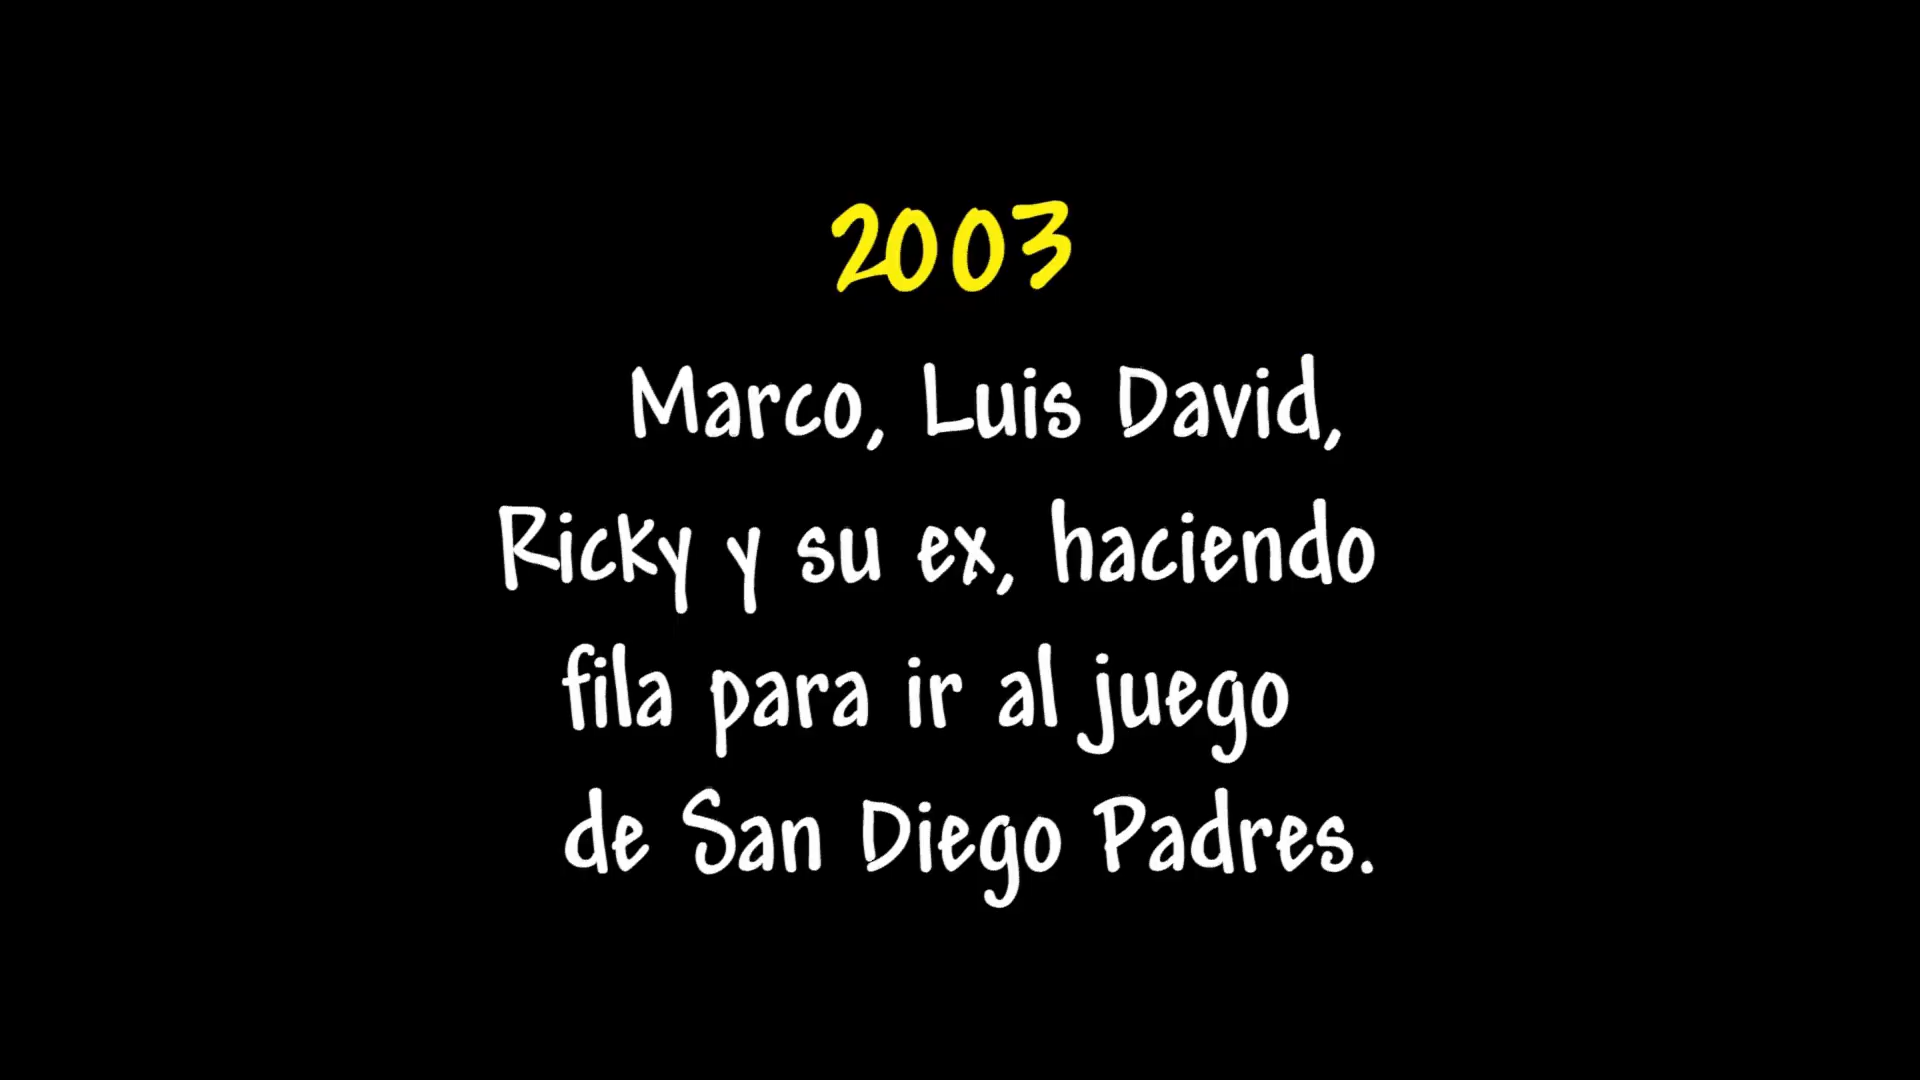 2003
Marco, Luis David,
Ricky y su ex, haciendo
fila para ir al juego
de San Diego Padres.